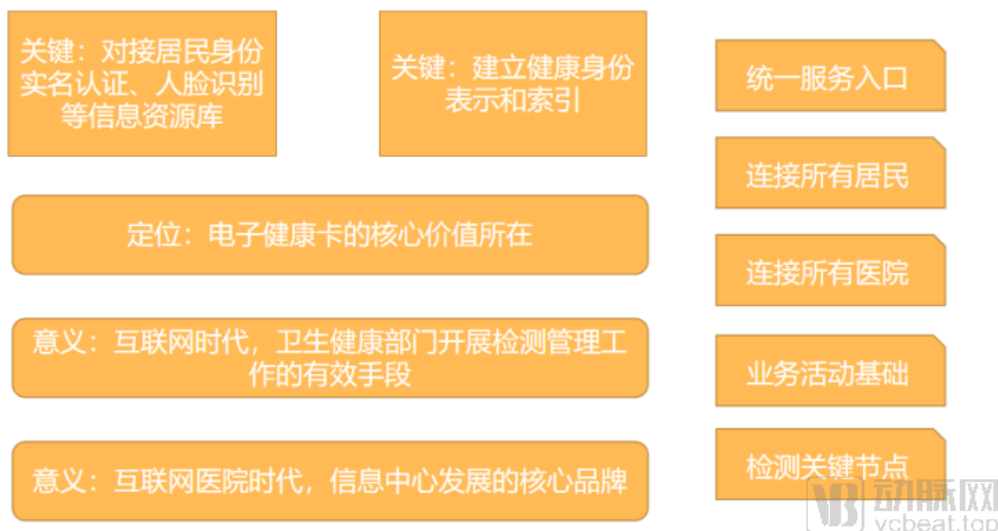 关键：对接居民身份
实名认证、人脸识别
等信息资源库
关键：建立健康身份
表示和索引
定位：电子健康卡的核心价值所在
意义：互联网时代，卫生健康部门开展检测管理工
作的有效手段
意义：互联网医院时代，信息中心发展的核心品牌
统一服务入口
连接所有居民
连接所有医院
业务活动基础
检测关键节点
动脉网
vcbeat.top